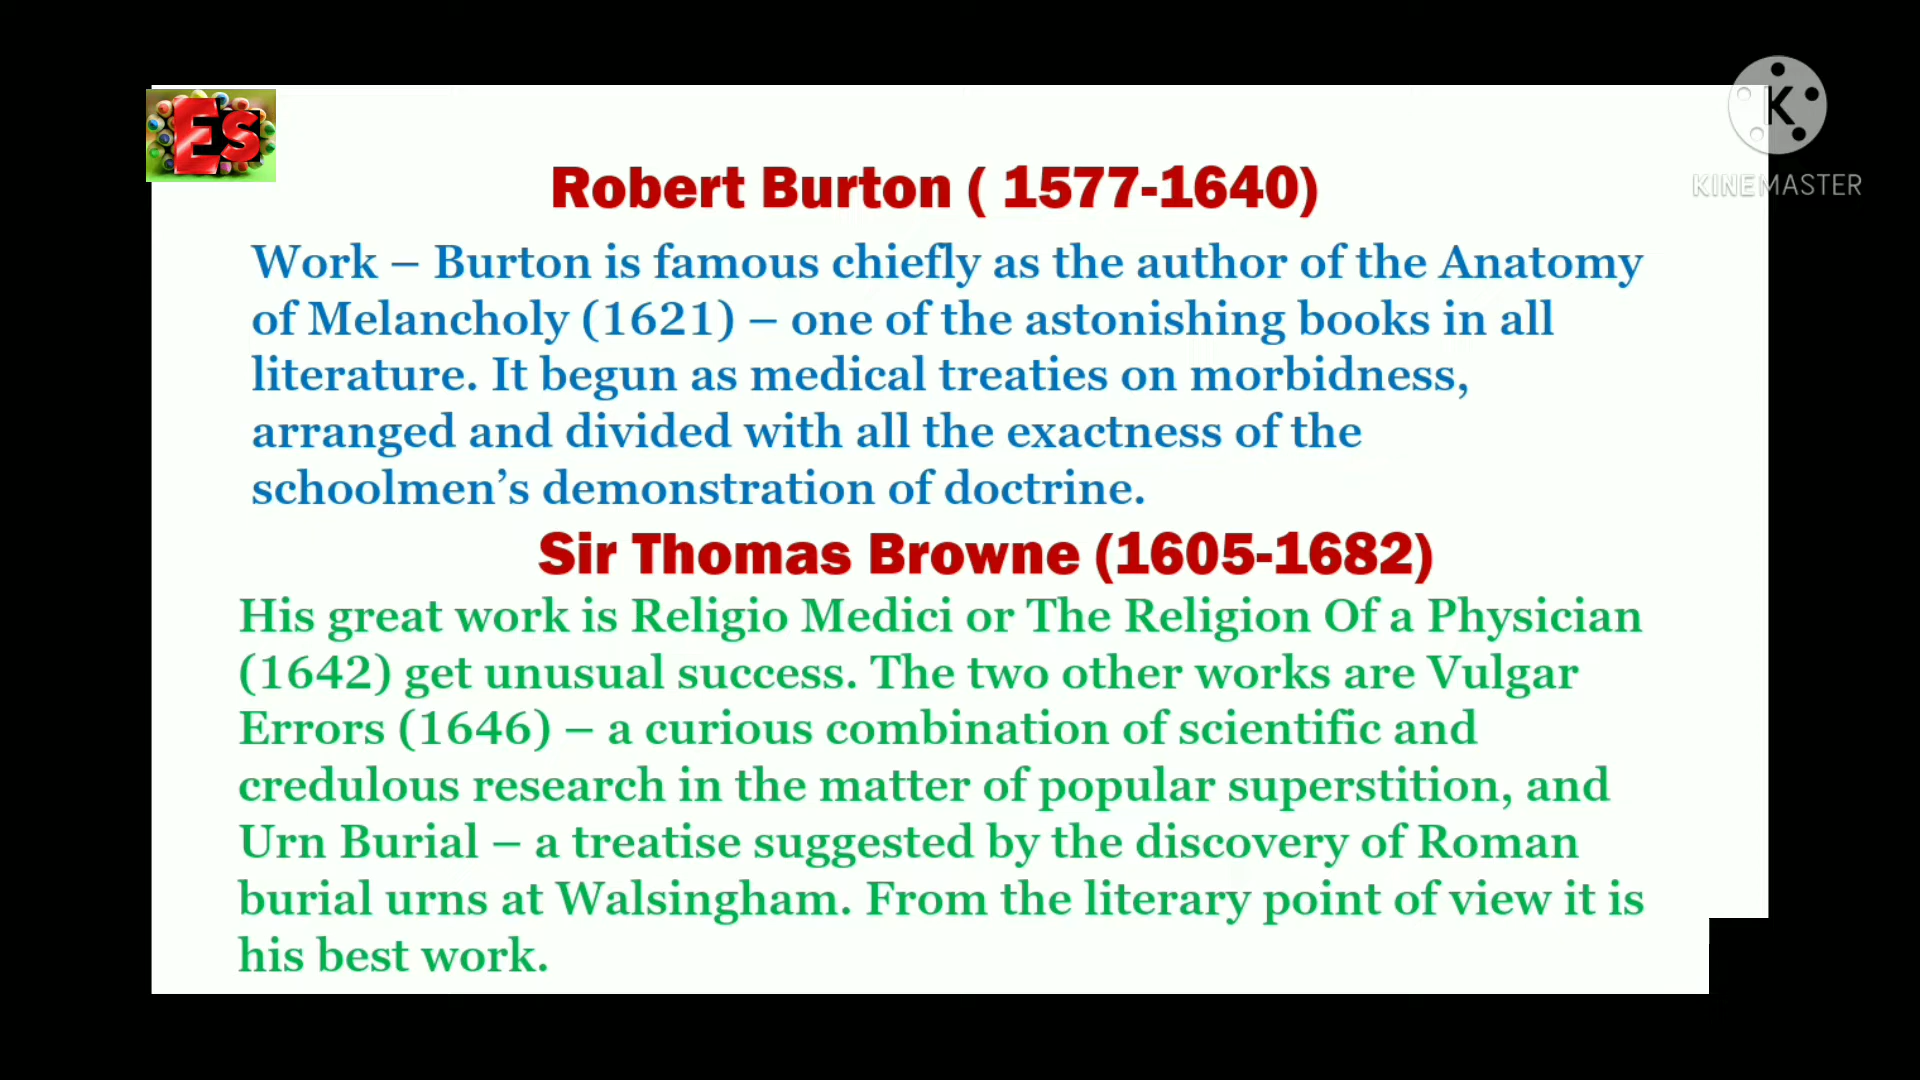 Es
K
KINEMASTER
Robert Burton ( 1577-1640)
Work – Burton is famous chiefly as the author of the Anatomy
of Melancholy (1621) – one of the astonishing books in all
literature. It begun as medical treaties on morbidness,
arranged and divided with all the exactness of the
schoolmen’s demonstration of doctrine.
Sir Thomas Browne (1605-1682)
His great work is Religio Medici or The Religion Of a Physician
(1642) get unusual success. The two other works are Vulgar
Errors (1646) – a curious combination of scientific and
credulous research in the matter of popular superstition, and
Urn Burial – a treatise suggested by the discovery of Roman
burial urns at Walsingham. From the literary point of view it is
his best work.